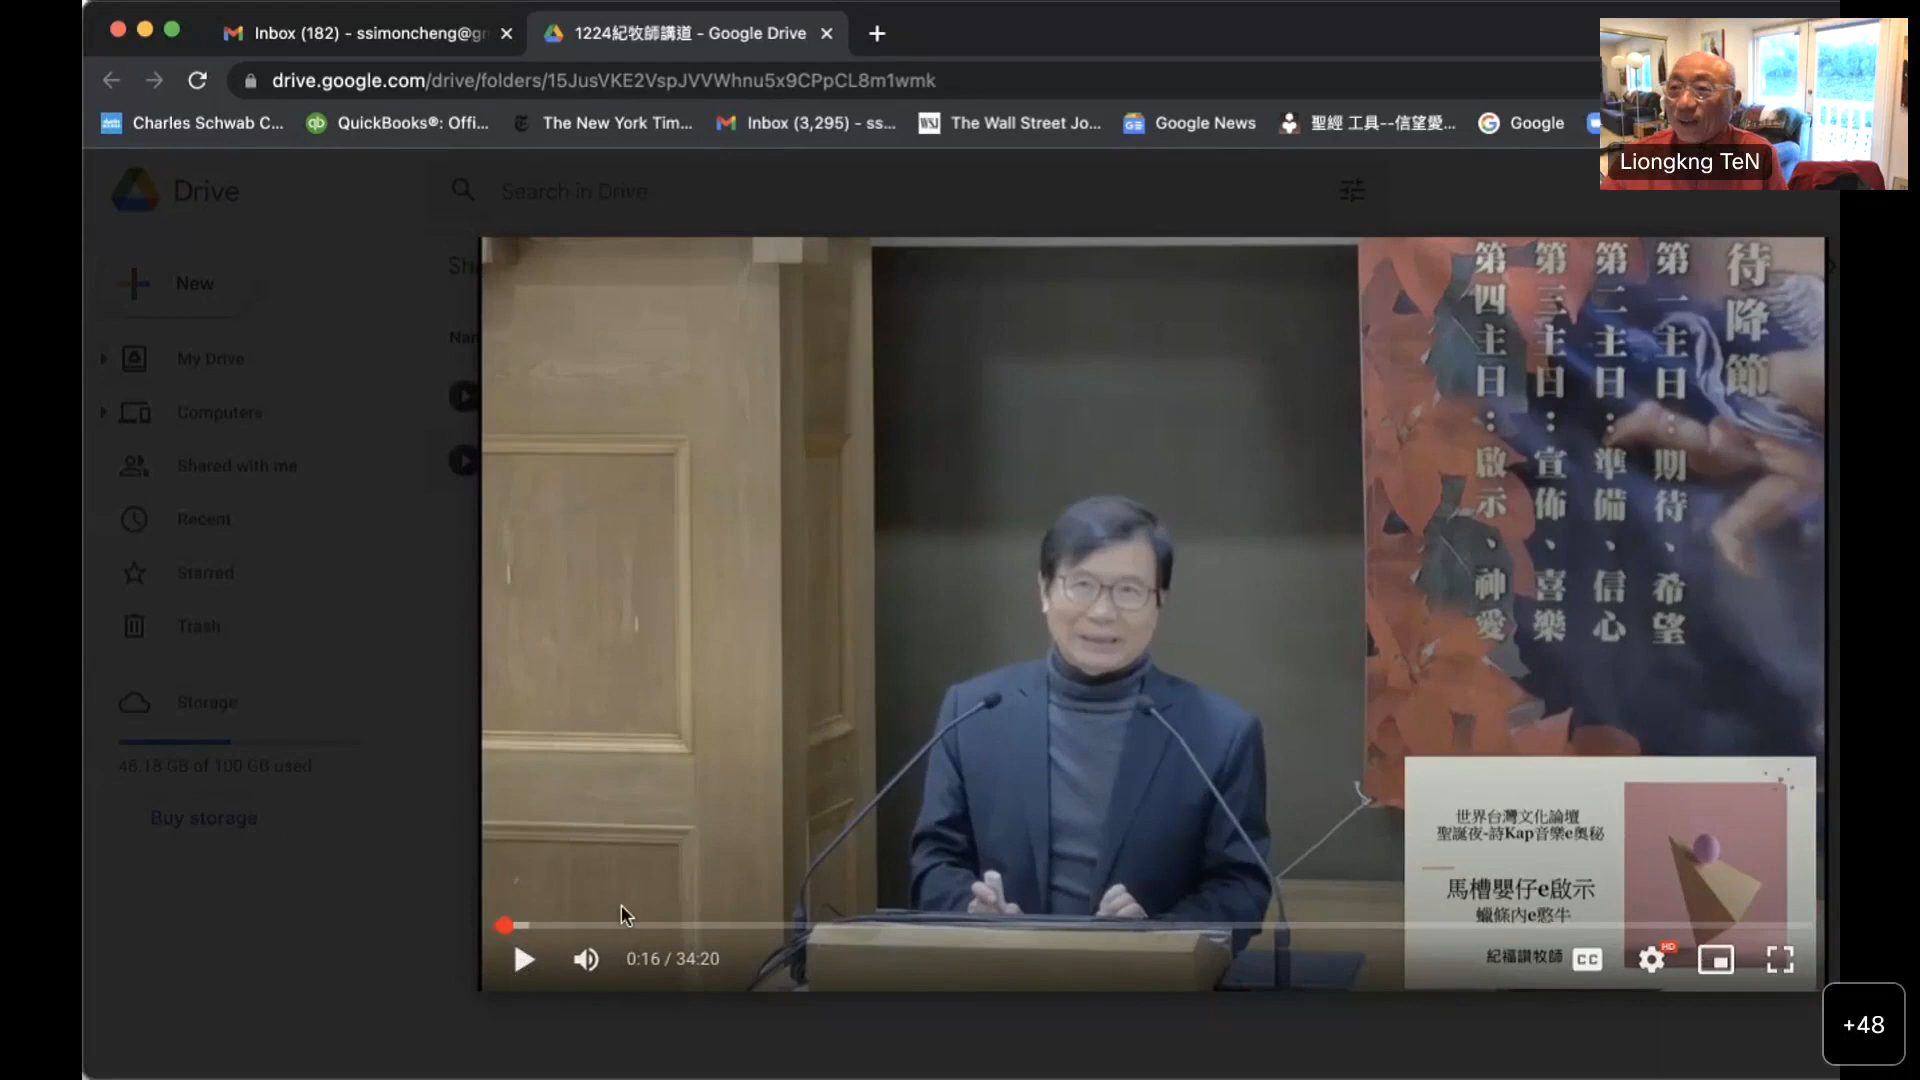 Inbox (182) - ssimoncheng@gm
1224紀牧師講道 - Google Drive
drive.google.com/drive/folders/15JusVKE2VspJVVWhnu5x9CPpCL8m1wmk
Charles Schwab C...
QuickBooks®: Offi...
The New York Tim...
Inbox (3,295) - ss...
WSJ
The Wall Street Jo...
Google News
聖經 工具--信望愛...
Google
Liongkng TeN
Drive
Search in Drive
New
My Drive
Computers
Shared with me
Recent
Starred
Trash
Storage
48.18 GB of 100 GB used
Buy storage
待降節
第一主日：期待、希望
第二主日：準備、信心
第三主日：宣佈、喜樂
第四主日：啟示、神愛
世界台灣文化論壇
聖誕夜-詩Kap音樂e奧秘
馬槽嬰仔e啟示
蠟條內e憨牛
紀福讚牧師
0:16 / 34:20
CC
HD
+48